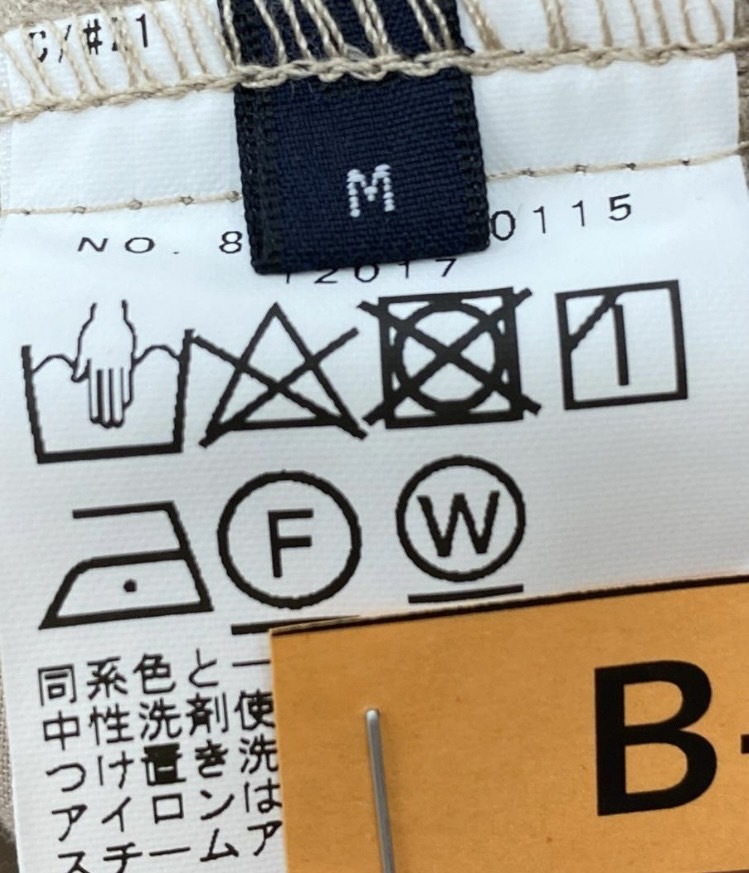 C/#21
M
NO. 8 0115
12017
F
W
同系色と一
中性洗剤使
つけ置き洗
アイロンは
スチームア
B-